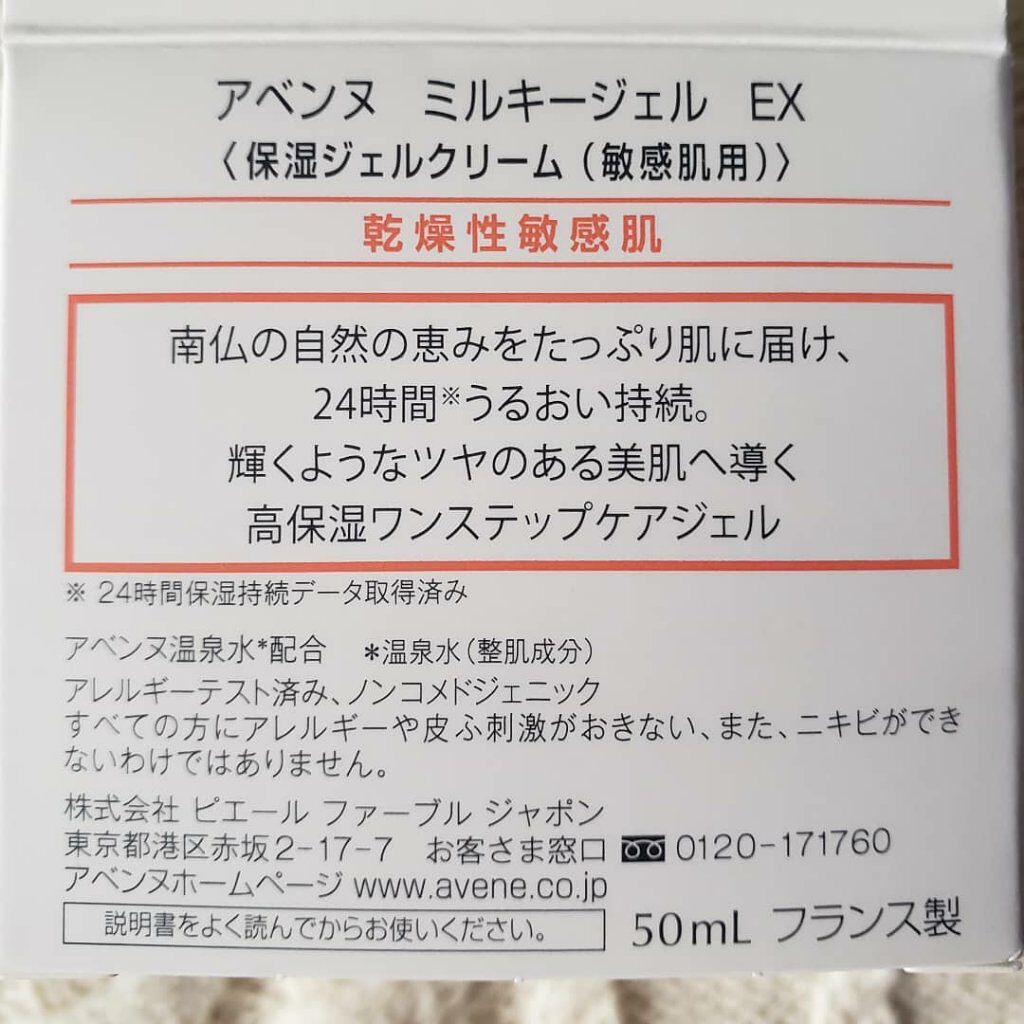 アベンヌ ミルキージェル EX
〈保湿ジェルクリーム(敏感肌用)〉
乾燥性敏感肌
南仏の自然の恵みをたっぷり肌に届け、
24時間※うるおい持続。
輝くようなツヤのある美肌へ導く
高保湿ワンステップケアジェル
※ 24時間保湿持続データ取得済み
アベンヌ温泉水*配合 *温泉水(整肌成分)
アレルギーテスト済み、ノンコメドジェニック
すべての方にアレルギーや皮ふ刺激がおきない、また、ニキビができ
ないわけではありません。
株式会社 ピエール ファーブル ジャポン
東京都港区赤坂2-17-7 お客さま窓口 0120-171760
アベンヌホームページ www.avene.co.jp
説明書をよく読んでからお使いください。 50mL フランス製